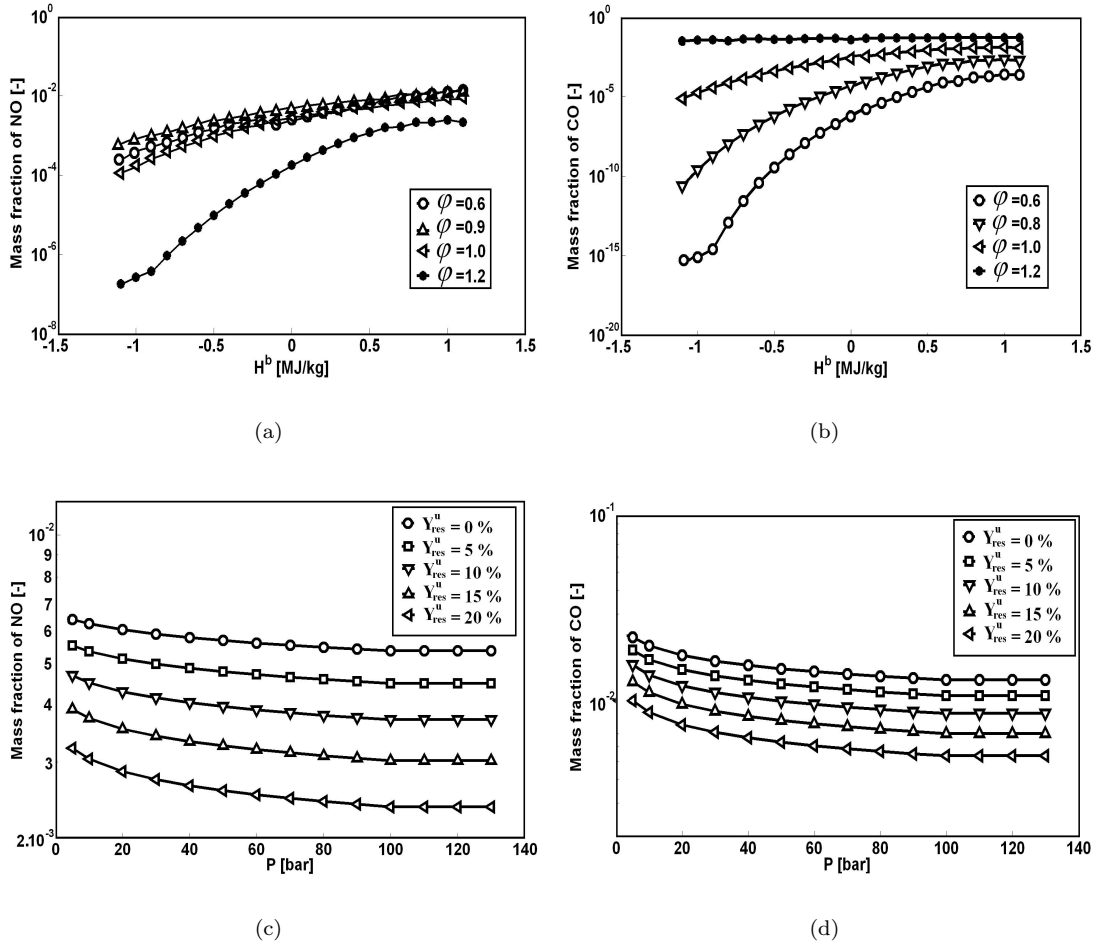 10^0
10^-2
10^-4
10^-6
10^-8
-1.5
-1
-0.5
0
0.5
1
1.5
Mass fraction of NO [-]
H^b [MJ/kg]
φ=0.6
φ=0.9
φ=1.0
φ=1.2
(a)
10^0
10^-5
10^-10
10^-15
10^-20
-1.5
-1
-0.5
0
0.5
1
1.5
Mass fraction of CO [-]
H^b [MJ/kg]
φ=0.6
φ=0.8
φ=1.0
φ=1.2
(b)
10^-2
9
8
7
6
5
4
3
2.10^-3
0
20
40
60
80
100
120
140
Mass fraction of NO [-]
P [bar]
Y^u_res = 0 %
Y^u_res = 5 %
Y^u_res = 10 %
Y^u_res = 15 %
Y^u_res = 20 %
(c)
10^-1
10^-2
0
20
40
60
80
100
120
140
Mass fraction of CO [-]
P [bar]
Y^u_res = 0 %
Y^u_res = 5 %
Y^u_res = 10 %
Y^u_res = 15 %
Y^u_res = 20 %
(d)